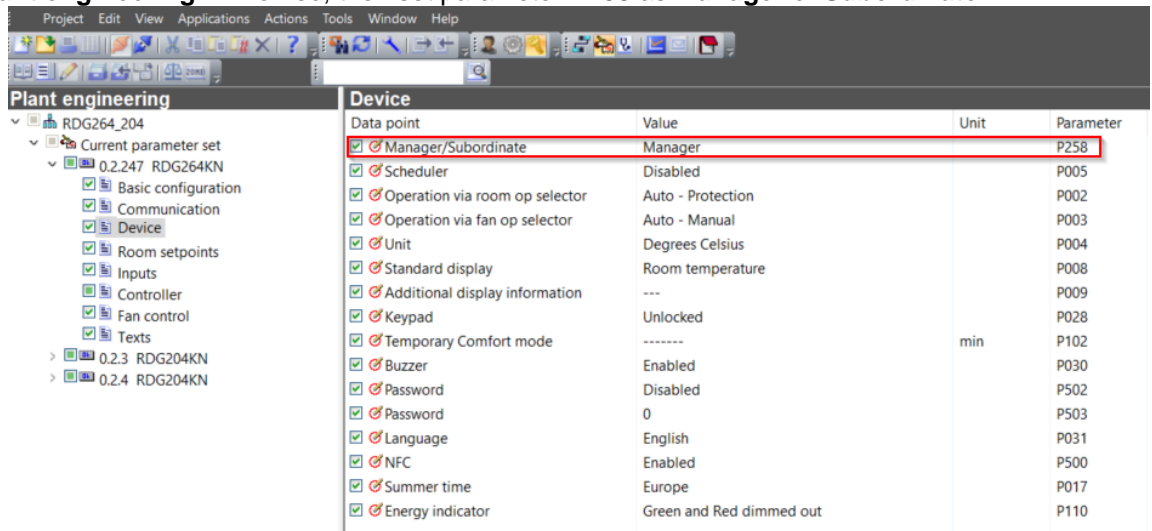 Project Edit View Applications Actions Tools Window Help
Plant engineering
RDG264_204
Current parameter set
0.2.247 RDG264KN
Basic configuration
Communication
Device
Room setpoints
Inputs
Controller
Fan control
Texts
0.2.3 RDG204KN
0.2.4 RDG204KN
Device
Data point Value Unit Parameter
Manager/Subordinate Manager P258
Scheduler Disabled P005
Operation via room op selector Auto - Protection P002
Operation via fan op selector Auto - Manual P003
Unit Degrees Celsius P004
Standard display Room temperature P008
Additional display information --- P009
Keypad Unlocked P028
Temporary Comfort mode ------- min P102
Buzzer Enabled P030
Password Disabled P502
Password 0 P503
Language English P031
NFC Enabled P500
Summer time Europe P017
Energy indicator Green and Red dimmed out P110